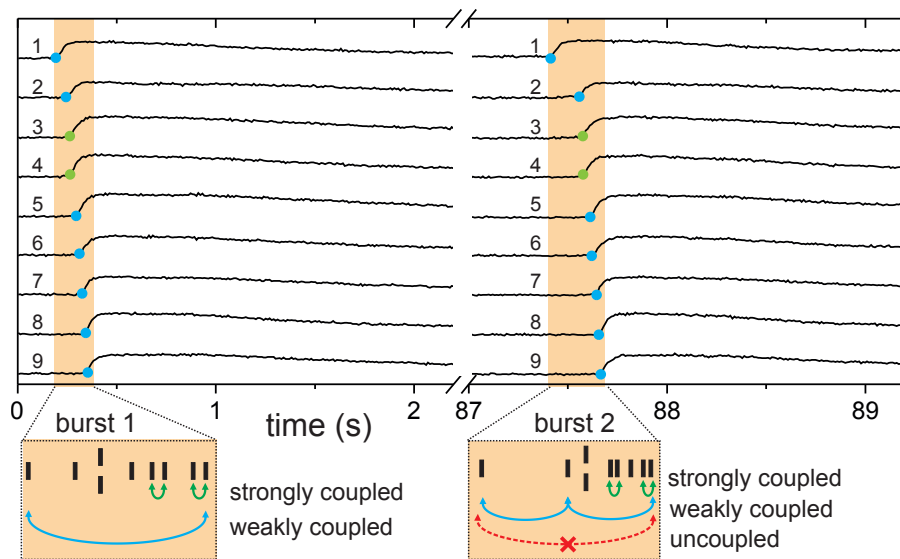 1 1
2 2
3 3
4 4
5 5
6 6
7 7
8 8
9 9
0 1 2 87 88 89
burst 1 time (s) burst 2
strongly coupled strongly coupled
weakly coupled weakly coupled
uncoupled